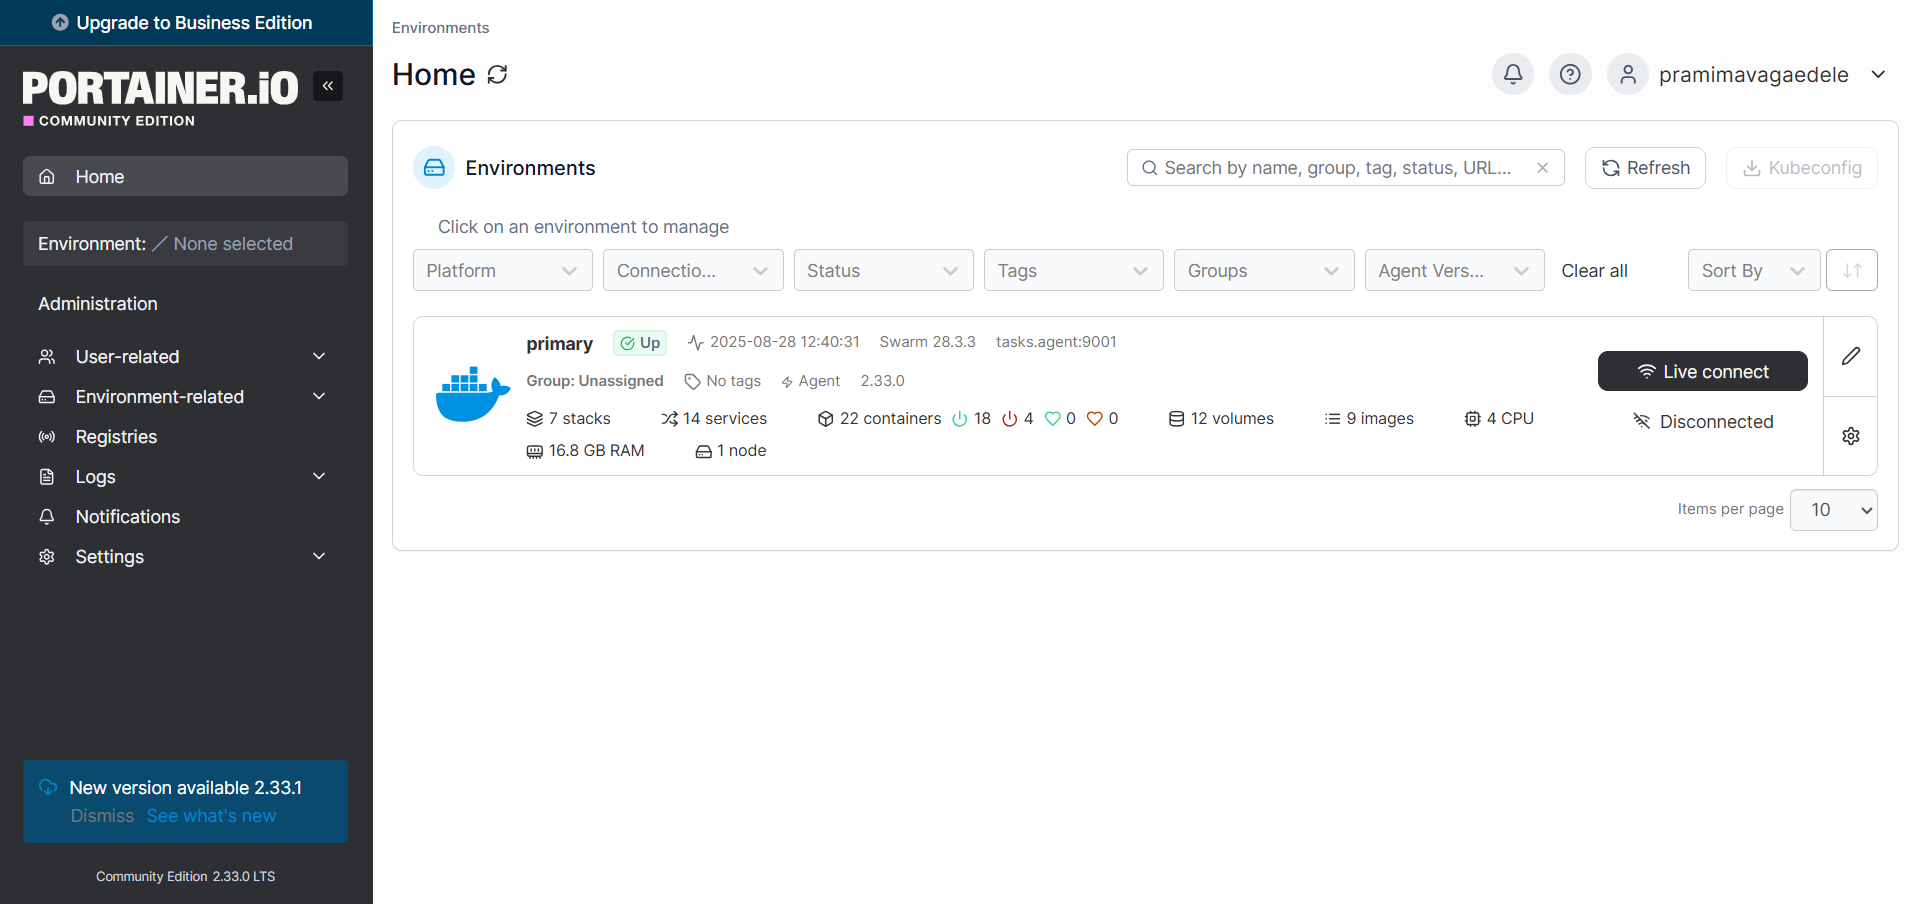 Upgrade to Business Edition
PORTAINER.iO
COMMUNITY EDITION
Home
Environment: None selected
Administration
User-related
Environment-related
Registries
Logs
Notifications
Settings
New version available 2.33.1
Dismiss See what's new
Community Edition 2.33.0 LTS
Environments
Home
pramimavagaedele
Environments
Search by name, group, tag, status, URL...
Refresh
Kubeconfig
Click on an environment to manage
Platform
Connectio...
Status
Tags
Groups
Agent Vers...
Clear all
Sort By
primary Up 2025-08-28 12:40:31 Swarm 28.3.3 tasks.agent:9001
Group: Unassigned No tags Agent 2.33.0
7 stacks 14 services 22 containers 18 4 0 0 12 volumes 9 images 4 CPU
16.8 GB RAM 1 node
Live connect
Disconnected
Items per page 10